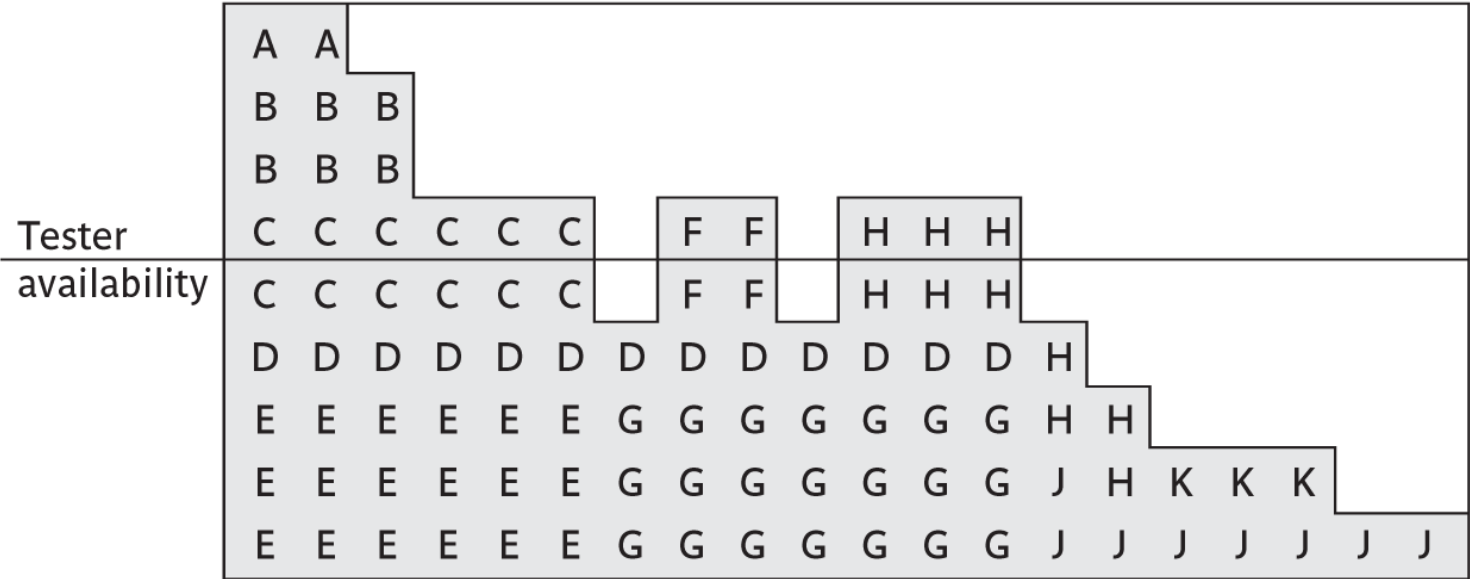 A A
B B B
B B B
Tester C C C C C C F F H H H
availability C C C C C C F F H H H
D D D D D D D D D D D D D H
E E E E E E G G G G G G G H H
E E E E E E G G G G G G G J H K K K
E E E E E E G G G G G G G J J J J J J J